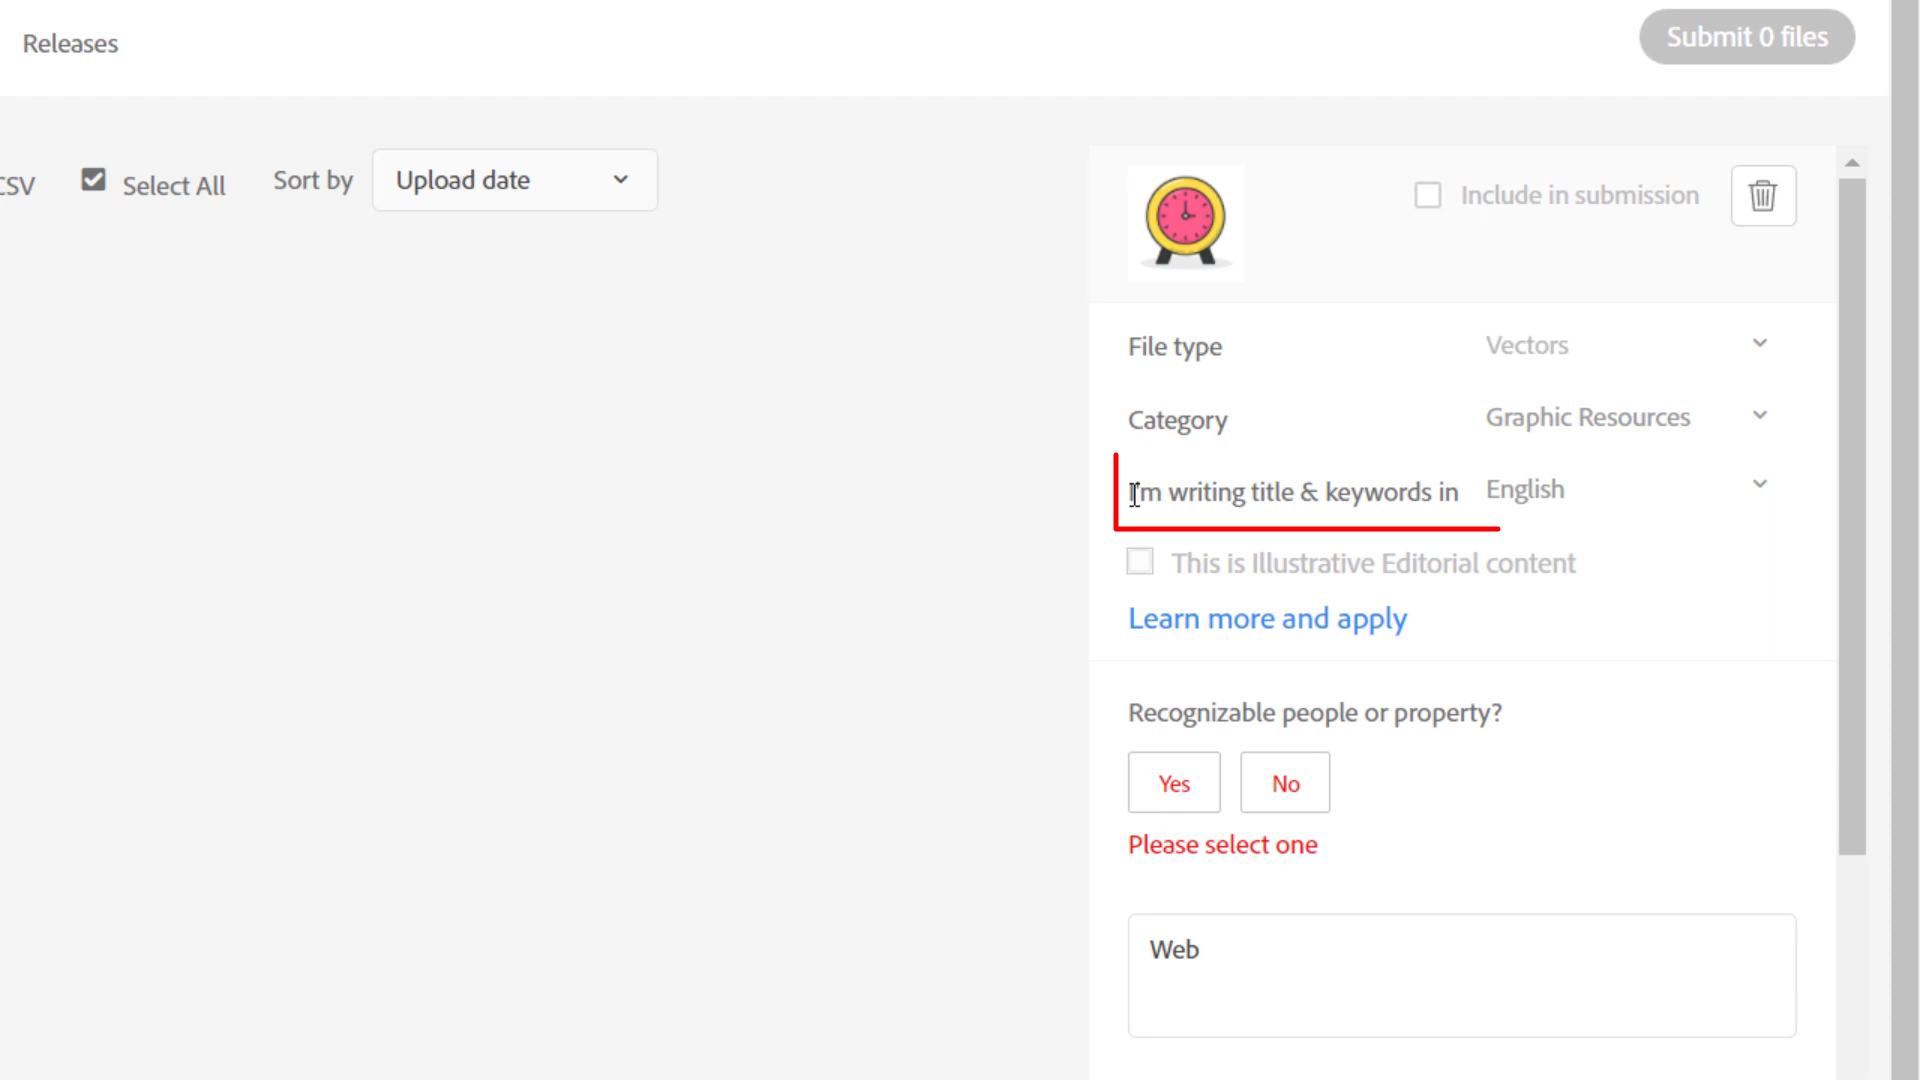 Releases
Submit 0 files
CSV
Select All
Sort by
Upload date
Include in submission
File type
Vectors
Category
Graphic Resources
I'm writing title & keywords in
English
This is Illustrative Editorial content
Learn more and apply
Recognizable people or property?
Yes
No
Please select one
Web